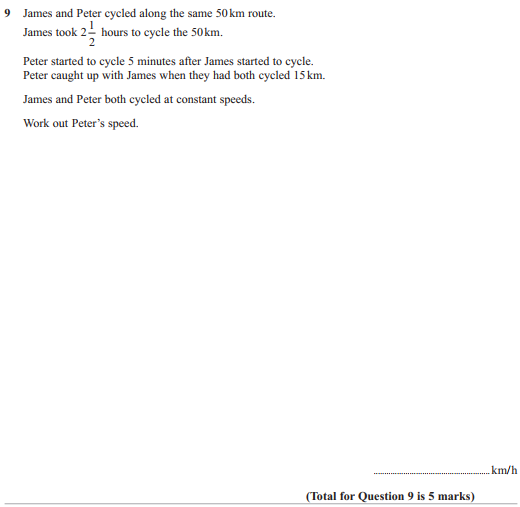 9 James and Peter cycled along the same 50 km route.
James took 2 1/2 hours to cycle the 50 km.
Peter started to cycle 5 minutes after James started to cycle.
Peter caught up with James when they had both cycled 15 km.
James and Peter both cycled at constant speeds.
Work out Peter's speed.
........................................................ km/h
(Total for Question 9 is 5 marks)